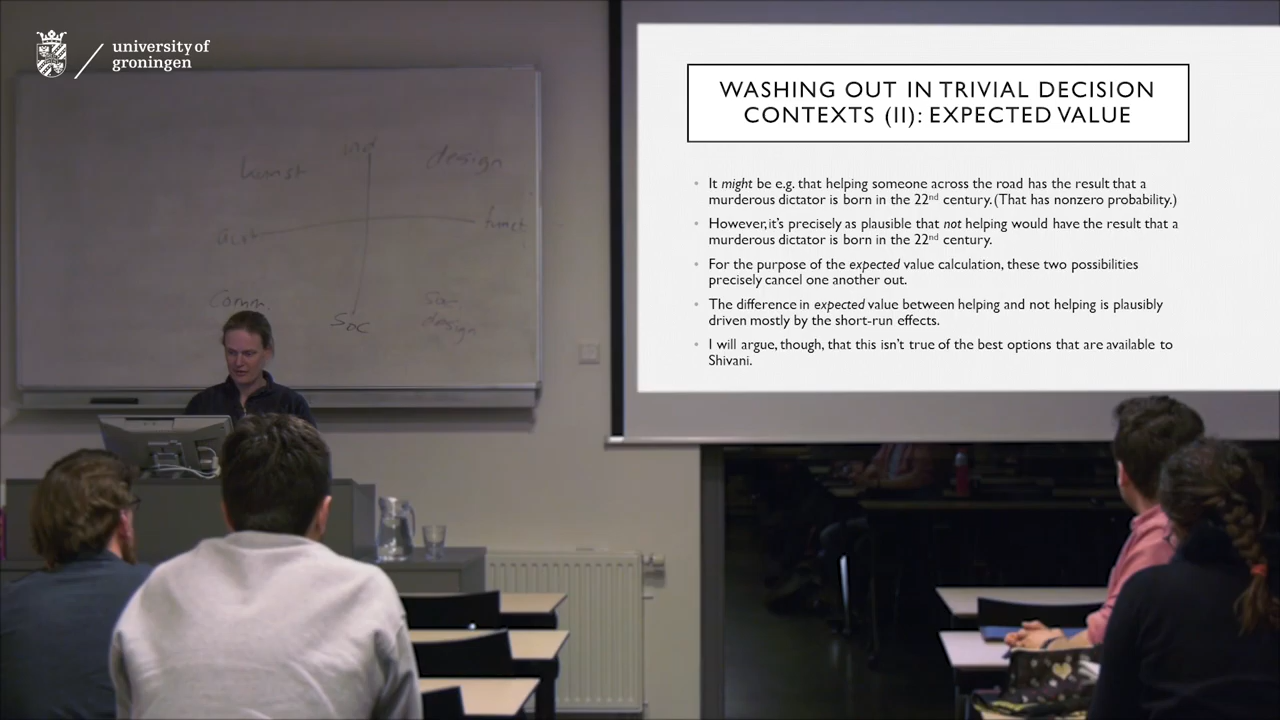 university of
groningen
ind
kunst
design
Comm.
Soc
design
WASHING OUT IN TRIVIAL DECISION
CONTEXTS (II): EXPECTED VALUE
• It might be e.g. that helping someone across the road has the result that a
murderous dictator is born in the 22nd century. (That has nonzero probability.)
• However, it's precisely as plausible that not helping would have the result that a
murderous dictator is born in the 22nd century.
• For the purpose of the expected value calculation, these two possibilities
precisely cancel one another out.
• The difference in expected value between helping and not helping is plausibly
driven mostly by the short-run effects.
• I will argue, though, that this isn't true of the best options that are available to
Shivani.